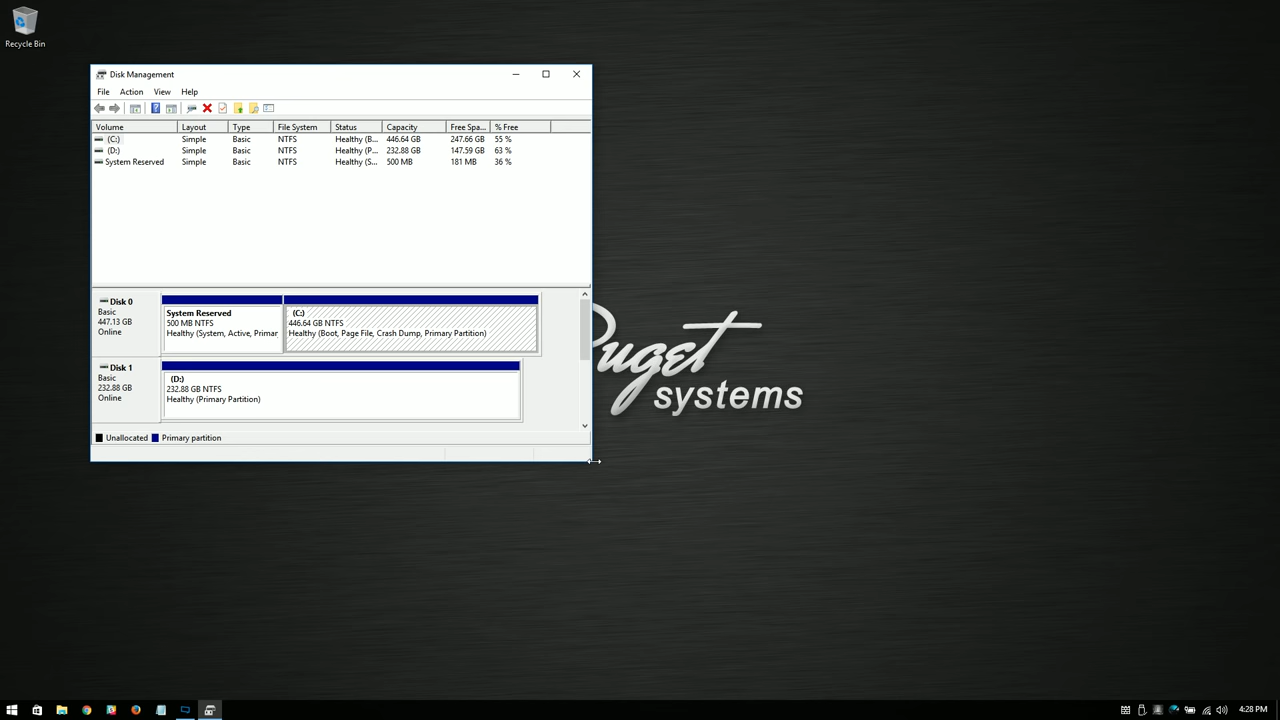 Recycle Bin
Disk Management
File Action View Help
Volume Layout Type File System Status Capacity Free Spa... % Free
(C:) Simple Basic NTFS Healthy (B... 446.64 GB 247.66 GB 55 %
(D:) Simple Basic NTFS Healthy (P... 232.88 GB 147.59 GB 63 %
System Reserved Simple Basic NTFS Healthy (S... 500 MB 181 MB 36 %
Disk 0
Basic
447.13 GB
Online
System Reserved
500 MB NTFS
Healthy (System, Active, Primar
(C:)
446.64 GB NTFS
Healthy (Boot, Page File, Crash Dump, Primary Partition)
Disk 1
Basic
232.88 GB
Online
(D:)
232.88 GB NTFS
Healthy (Primary Partition)
Unallocated Primary partition
Puget
systems
4:28 PM